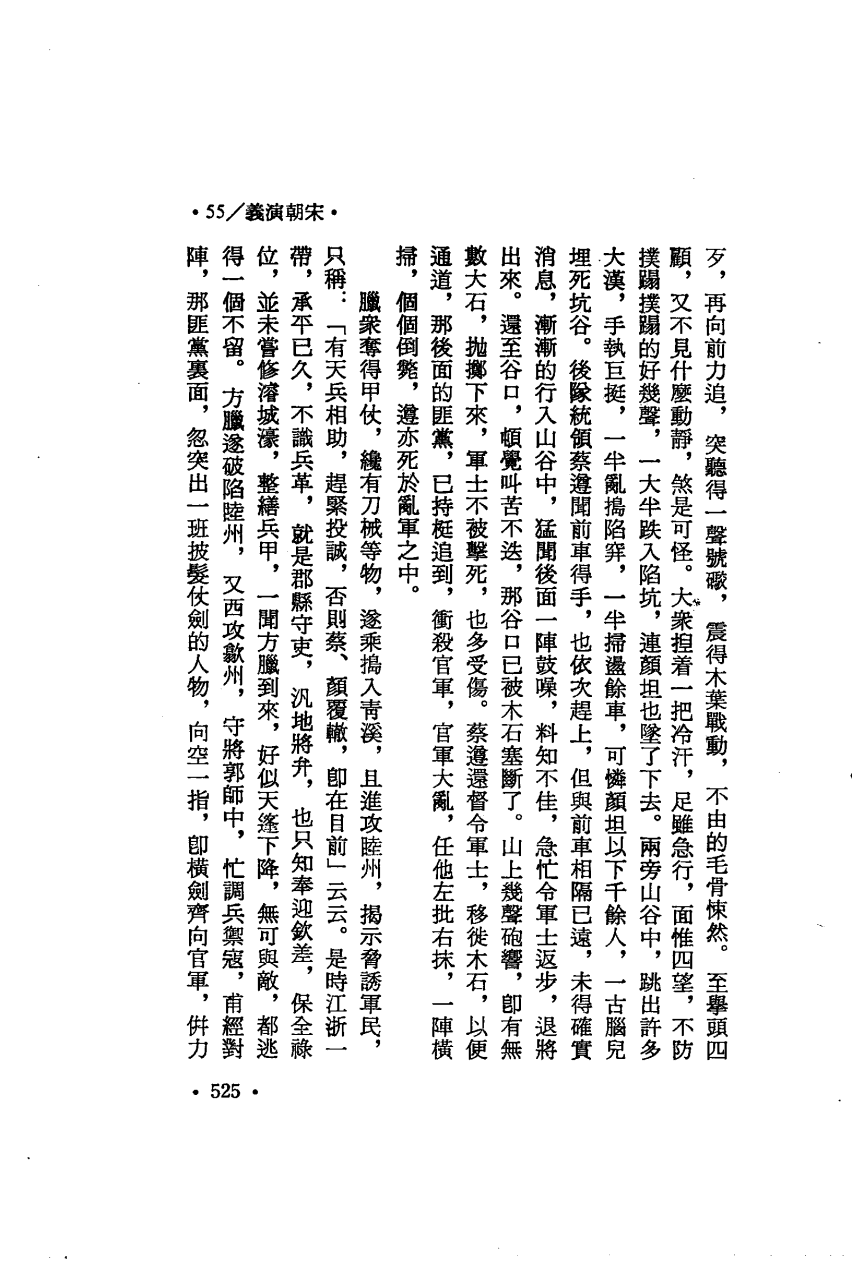 •55／義演朝宋•
歹，再向前力追，突聽得一聲號礮，震得木葉戰動，不由的毛骨悚然。至舉頭四
顧，又不見什麼動靜，煞是可怪。大衆揑着一把冷汗，足雖急行，面惟四望，不防
撲蹋撲蹋的好幾聲，一大半跌入陷坑，連顏坦也墜了下去。兩旁山谷中，跳出許多
大漢，手執巨挺，一半亂搗陷穽，一半掃盪餘車，可憐顏坦以下千餘人，一古腦兒
埋死坑谷。後隊統領蔡遵聞前車得手，也依次趕上，但與前車相隔已遠，未得確實
消息，漸漸的行入山谷中，猛聞後面一陣鼓噪，料知不佳，急忙令軍士返步，退將
出來。還至谷口，頓覺叫苦不迭，那谷口已被木石塞斷了。山上幾聲砲響，卽有無
數大石，拋擲下來，軍士不被擊死，也多受傷。蔡遵還督令軍士，移徙木石，以便
通道，那後面的匪黨，已持梃追到，衝殺官軍，官軍大亂，任他左批右抹，一陣橫
掃，個個倒斃，遵亦死於亂軍之中。
臘衆奪得甲仗，纔有刀械等物，遂乘搗入靑溪，且進攻睦州，揭示脅誘軍民，
只稱：「有天兵相助，趕緊投誠，否則蔡、顏覆轍，卽在目前」云云。是時江浙一
帶，承平已久，不識兵革，就是郡縣守吏，汛地將弁，也只知奉迎欽差，保全祿
位，並未嘗修濬城濠，整繕兵甲，一聞方臘到來，好似天篷下降，無可與敵，都逃
得一個不留。方臘遂破陷睦州，又西攻歙州，守將郭師中，忙調兵禦寇，甫經對
陣，那匪黨裏面，忽突出一班披髮仗劍的人物，向空一指，卽橫劍齊向官軍，併力
•525•